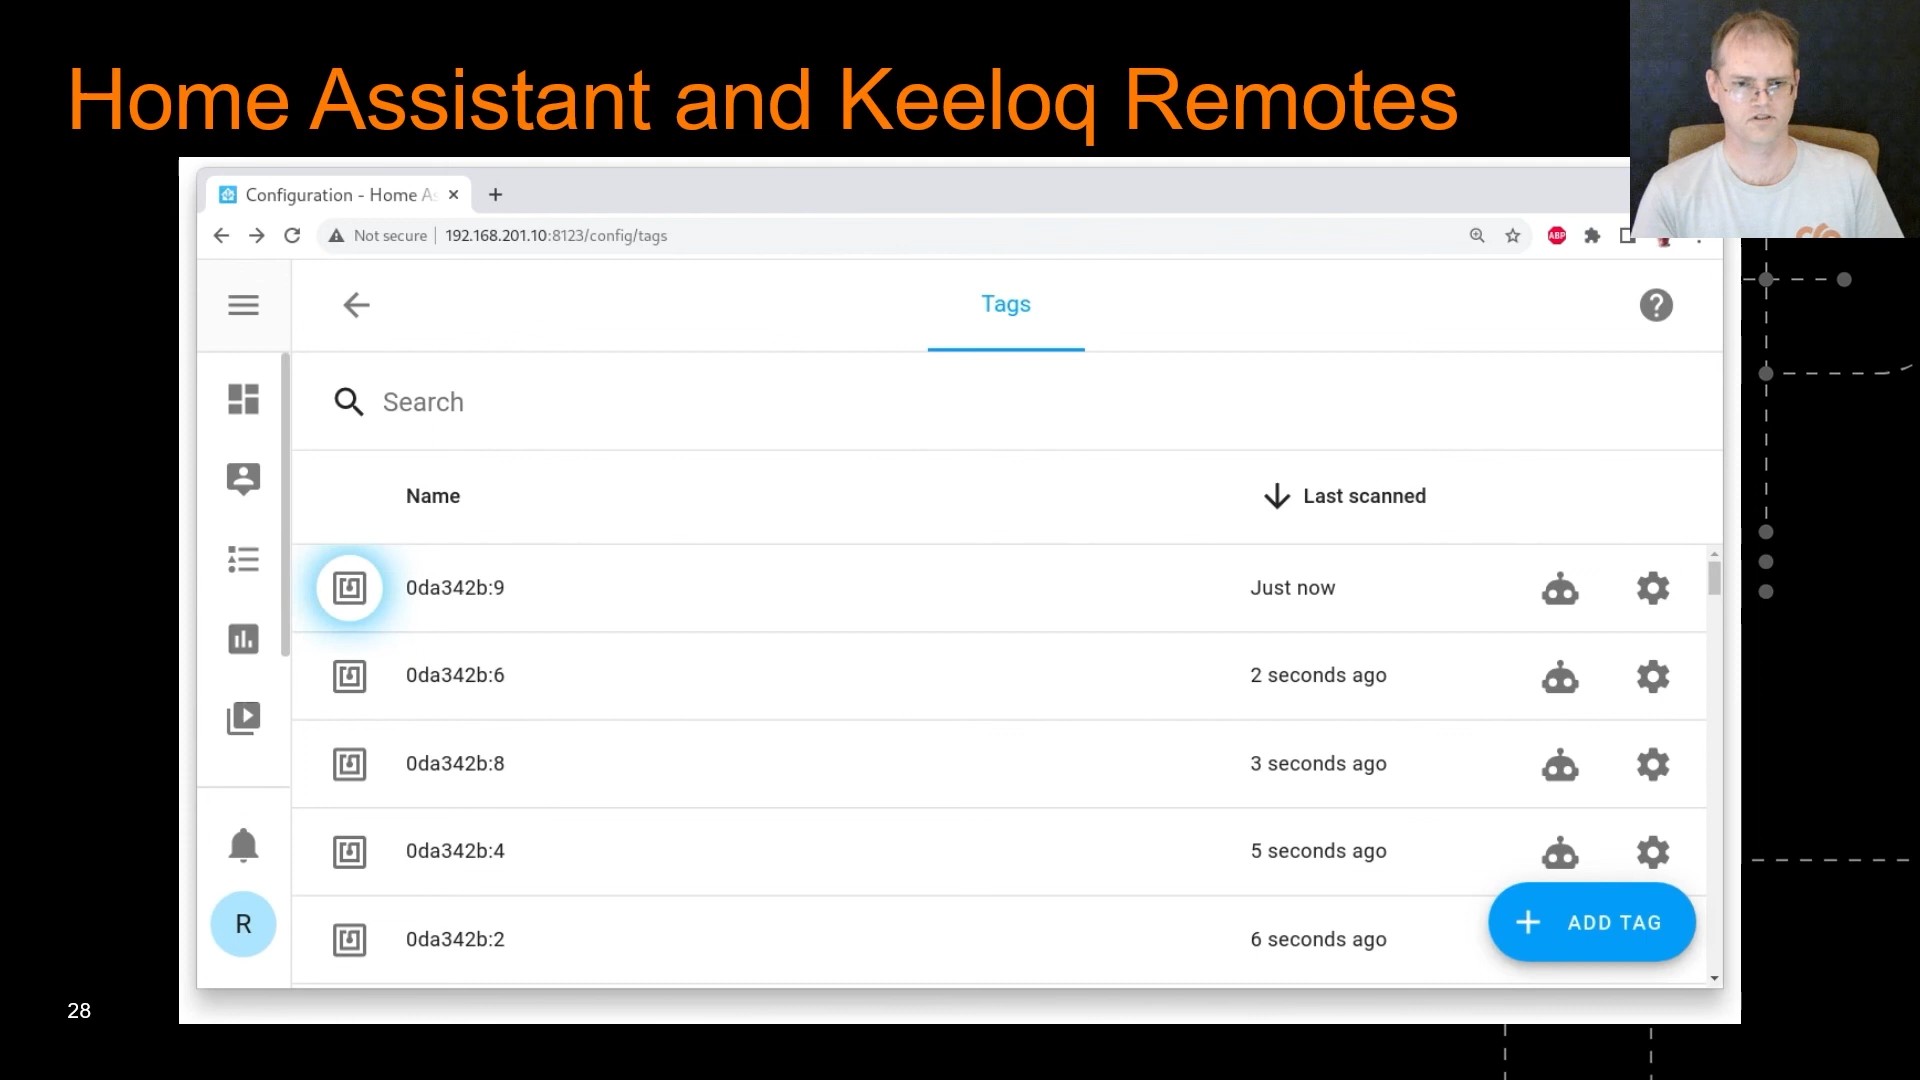 Home Assistant and Keeloq Remotes
Configuration - Home As
Not secure
192.168.201.10:8123/config/tags
ABP
Tags
Search
Name
Last scanned
0da342b:9
Just now
0da342b:6
2 seconds ago
0da342b:8
3 seconds ago
0da342b:4
5 seconds ago
0da342b:2
6 seconds ago
ADD TAG
R
28